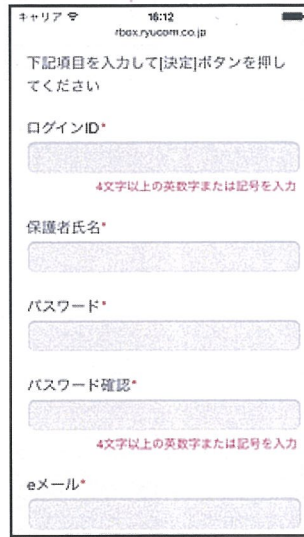 キャリア 16:12
rbox.ryucom.co.jp
下記項目を入力して[決定]ボタンを押し
てください
ログインID*
4文字以上の英数字または記号を入力
保護者氏名*
パスワード*
パスワード確認*
4文字以上の英数字または記号を入力
eメール*